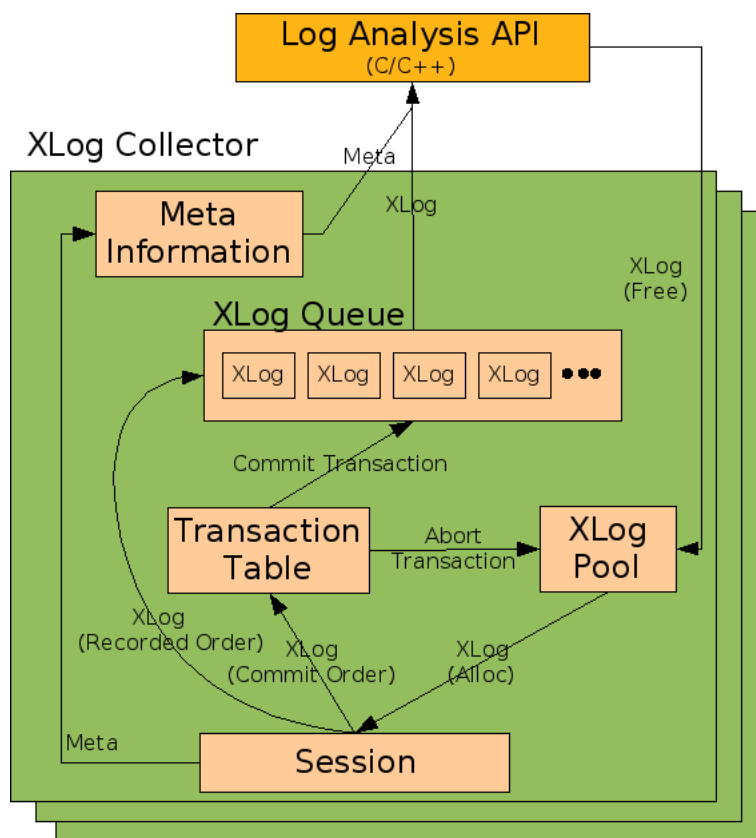 Log Analysis API
(C/C++)
XLog Collector
Meta
XLog
Meta
Information
XLog
(Free)
XLog Queue
XLog
XLog
XLog
XLog
Commit Transaction
Transaction
Table
Abort
Transaction
XLog
Pool
XLog
(Recorded Order)
XLog
(Commit Order)
XLog
(Alloc)
Meta
Session